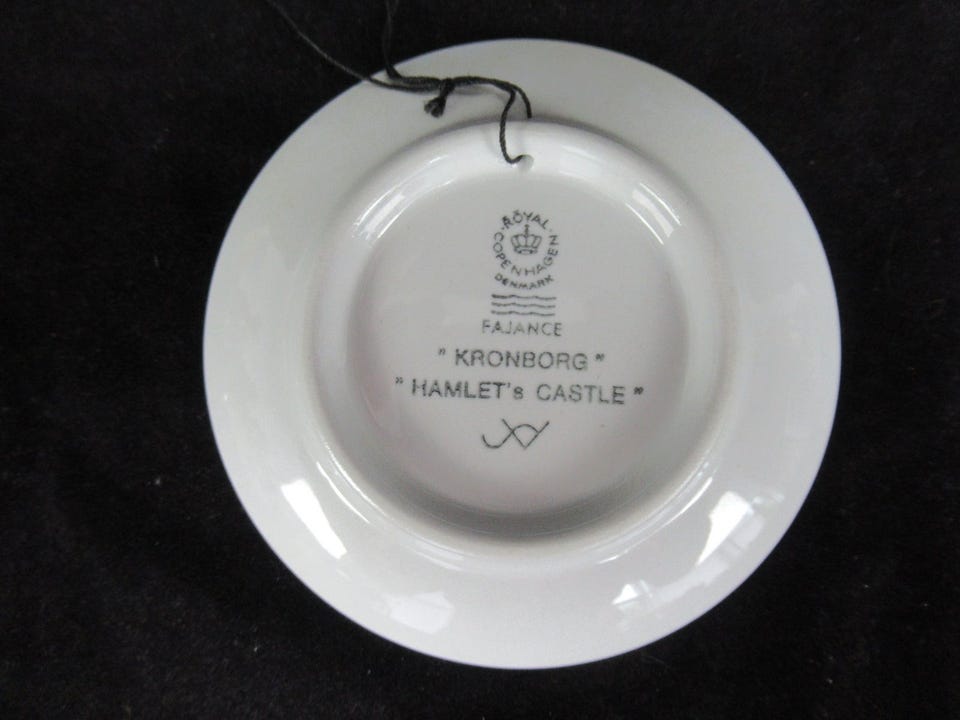 ROYAL
COPENHAGEN
DENMARK
FAJANCE
" KRONBORG "
" HAMLET's CASTLE "